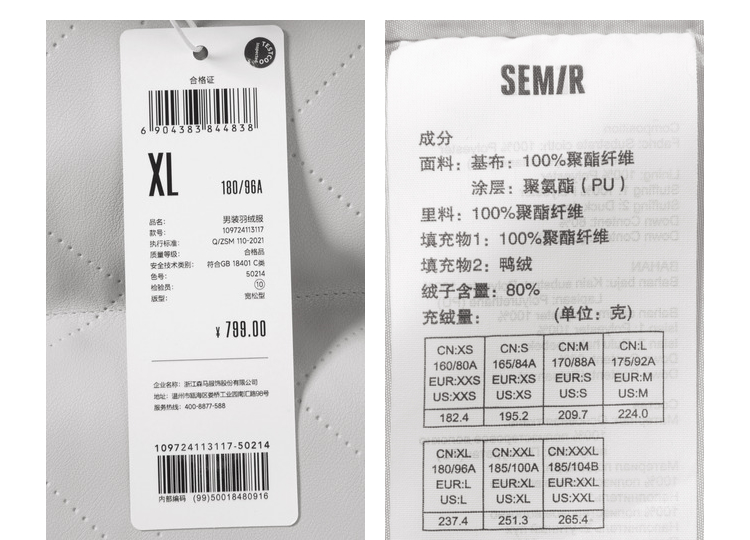 TESTCOO
合格证
6 904383 844838
XL
180/96A
品名: 男装羽绒服
款号: 109724113117
执行标准: Q/ZSM 110-2021
质量等级: 合格品
安全技术类别: 符合GB 18401 C类
色号: 50214
检验员: 10
版型: 宽松型
¥ 799.00
企业名称: 浙江森马服饰股份有限公司
地址: 温州市瓯海区娄桥工业园南汇路98号
服务热线: 400-8877-588
109724113117-50214
内部编码 (99)50018480916
SEMIR
成分
面料: 基布: 100%聚酯纤维
涂层: 聚氨酯 (PU)
里料: 100%聚酯纤维
填充物1: 100%聚酯纤维
填充物2: 鸭绒
绒子含量: 80%
充绒量: (单位: 克)
CN:XS CN:S CN:M CN:L
160/80A 165/84A 170/88A 175/92A
EUR:XXS EUR:XS EUR:S EUR:M
US:XXS US:XS US:S US:M
182.4 195.2 209.7 224.0
CN:XL CN:XXL CN:XXXL
180/96A 185/100A 185/104B
EUR:L EUR:XL EUR:XXL
US:L US:XL US:XXL
237.4 251.3 265.4